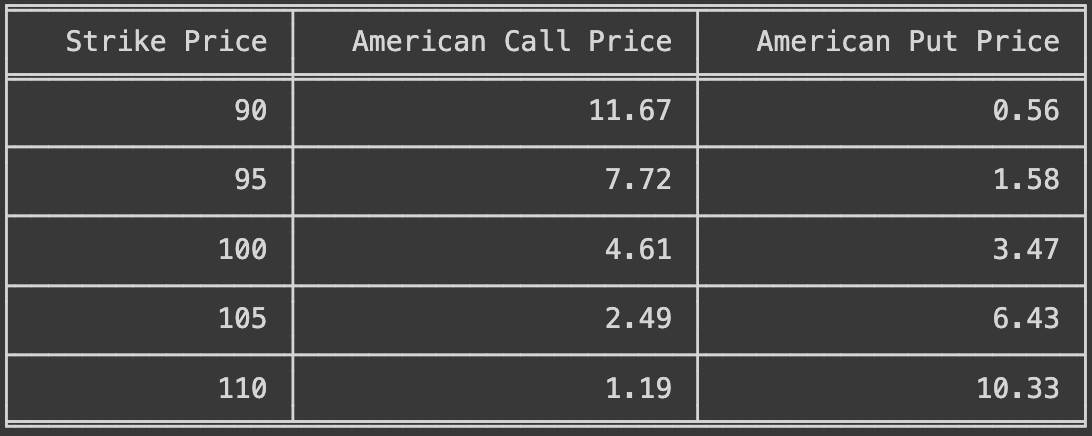 Strike Price American Call Price American Put Price
90 11.67 0.56
95 7.72 1.58
100 4.61 3.47
105 2.49 6.43
110 1.19 10.33